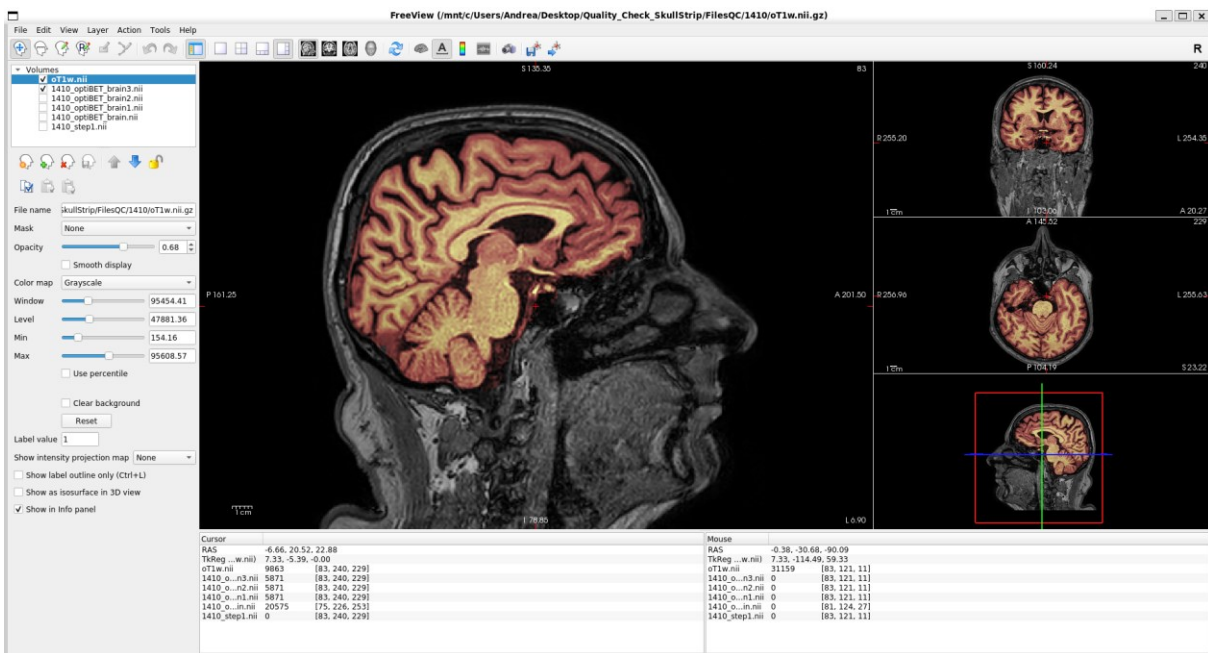 FreeView (/mnt/c/Users/Andrea/Desktop/Quality_Check_SkullStrip/FilesQC/1410/oT1w.nii.gz)
File Edit View Layer Action Tools Help
R
Volumes
oT1w.nii
1410_optiBET_brain3.nii
1410_optiBET_brain2.nii
1410_optiBET_brain1.nii
1410_optiBET_brain.nii
1410_step1.nii
File name skullStrip/FilesQC/1410/oT1w.nii.gz
Mask None
Opacity 0.68
Smooth display
Color map Grayscale
Window 95454.41
Level 47881.36
Min 154.16
Max 95608.57
Use percentile
Clear background
Reset
Label value 1
Show intensity projection map None
Show label outline only (Ctrl+L)
Show as isosurface in 3D view
Show in Info panel
S 135.35 83
P 161.25 A 201.50
1 cm I 78.85 L 6.90
S 160.24 240
R 255.20 L 254.35
1 cm I 103.06 A 20.27
A 145.52 229
R 256.96 L 255.63
1 cm P 104.19 S 23.22
Cursor
RAS -6.66, 20.52, 22.88
TkReg ...w.nii) 7.33, -5.39, -0.00
oT1w.nii 9863 [83, 240, 229]
1410_o...n3.nii 5871 [83, 240, 229]
1410_o...n2.nii 5871 [83, 240, 229]
1410_o...n1.nii 5871 [83, 240, 229]
1410_o...in.nii 20575 [75, 226, 253]
1410_step1.nii 0 [83, 240, 229]
Mouse
RAS -0.38, -30.68, -90.09
TkReg ...w.nii) 7.33, -114.49, 59.33
oT1w.nii 31159 [83, 121, 11]
1410_o...n3.nii 0 [83, 121, 11]
1410_o...n2.nii 0 [83, 121, 11]
1410_o...n1.nii 0 [83, 121, 11]
1410_o...in.nii 0 [81, 124, 27]
1410_step1.nii 0 [83, 121, 11]